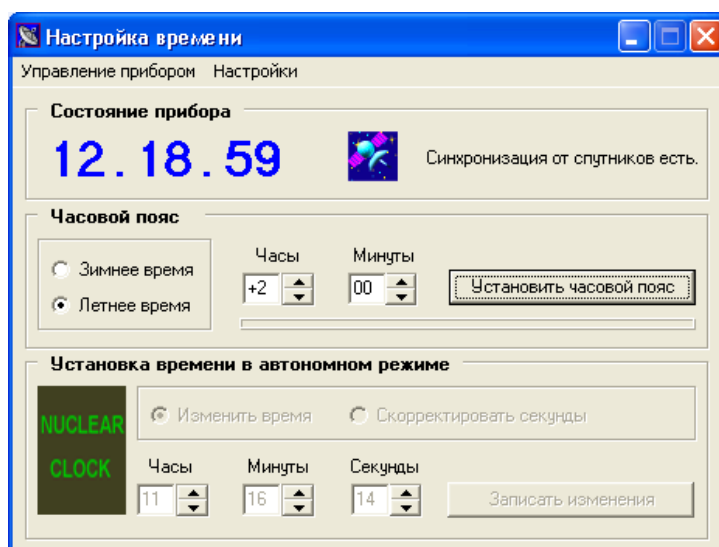 Настройка времени
Управление прибором Настройки
Состояние прибора
12.18.59
Синхронизация от спутников есть.
Часовой пояс
Зимнее время
Летнее время
Часы Минуты
+2 00
Установить часовой пояс
Установка времени в автономном режиме
NUCLEAR
CLOCK
Изменить время Скорректировать секунды
Часы Минуты Секунды
11 16 14
Записать изменения